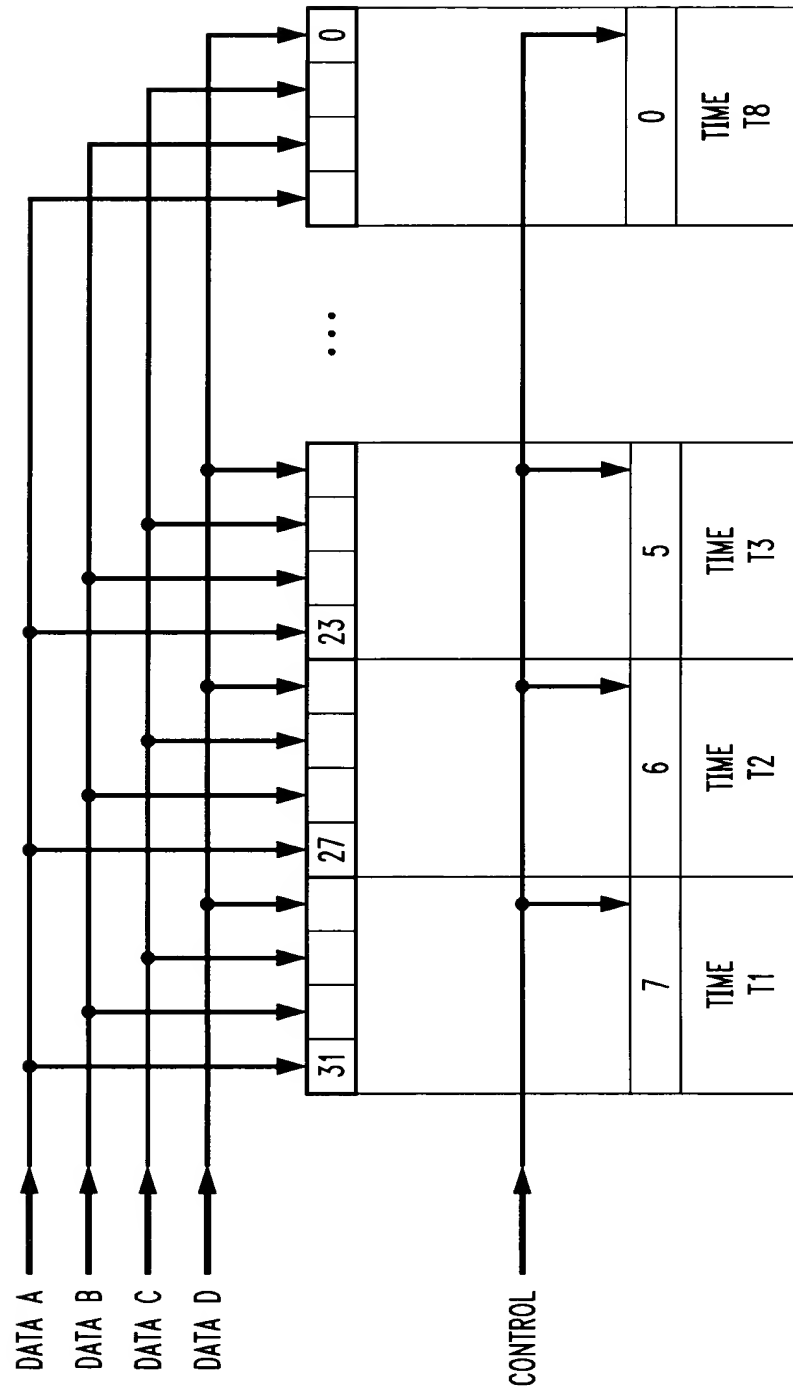 DATA A
DATA B
DATA C
DATA D
31
27
23
...
0
CONTROL
7
6
5
0
TIME
T1
TIME
T2
TIME
T3
TIME
T8